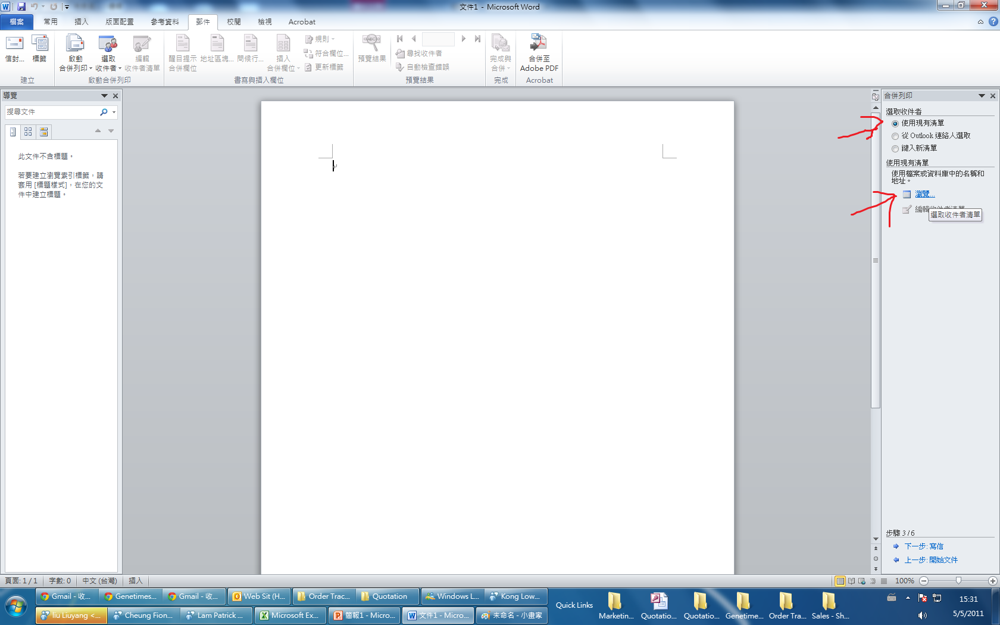 文件1 - Microsoft Word
檔案 常用 插入 版面配置 參考資料 郵件 校閱 檢視 Acrobat
信封... 標籤
建立
啟動合併列印 選取收件者 編輯收件者清單
啟動合併列印
醒目提示合併欄位 地址區塊... 問候行... 插入合併欄位
規則
符合欄位...
更新標籤
書寫與插入欄位
<ABC>
預覽結果
尋找收件者
自動檢查錯誤
預覽結果
完成與合併
完成
合併至 Adobe PDF
Acrobat
導覽
搜尋文件
此文件不含標題。
若要建立瀏覽索引標籤，請
套用 [標題樣式]，在您的文
件中建立標題。
合併列印
選取收件者
使用現有清單
從 Outlook 連絡人選取
鍵入新清單
使用現有清單
使用檔案或資料庫中的名稱和
地址。
瀏覽...
選取收件者清單
步驟 3 / 6
下一步: 寫信
上一步: 開始文件
頁面: 1 / 1 字數: 0 中文 (台灣) 插入 100%
Gmail - 收... Genetimes... Gmail - 收... Web Sit (H... Order Trac... Quotation Windows L... Kong Low...
liu Liuyang <... Cheung Fion... Lam Patrick ... Microsoft Ex... 簡報1 - Micro... 文件1 - Micro... 未命名 - 小畫家
Quick Links
Marketin... Quotatio... Quotatio... Genetime... Order Tra... Sales - Sh...
15:31
5/5/2011